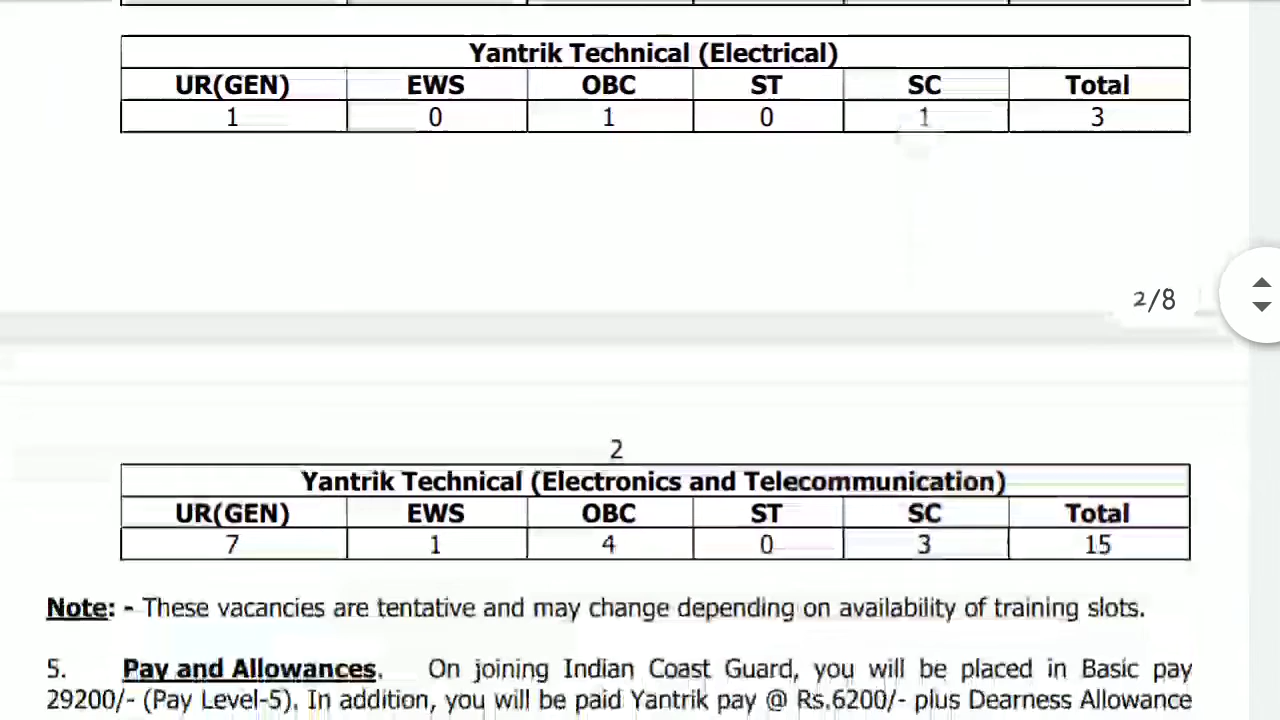 Yantrik Technical (Electrical)
UR(GEN) EWS OBC ST SC Total
1 0 1 0 1 3
2/8
2
Yantrik Technical (Electronics and Telecommunication)
UR(GEN) EWS OBC ST SC Total
7 1 4 0 3 15
Note: - These vacancies are tentative and may change depending on availability of training slots.
5. Pay and Allowances. On joining Indian Coast Guard, you will be placed in Basic pay
29200/- (Pay Level-5). In addition, you will be paid Yantrik pay @ Rs.6200/- plus Dearness Allowance